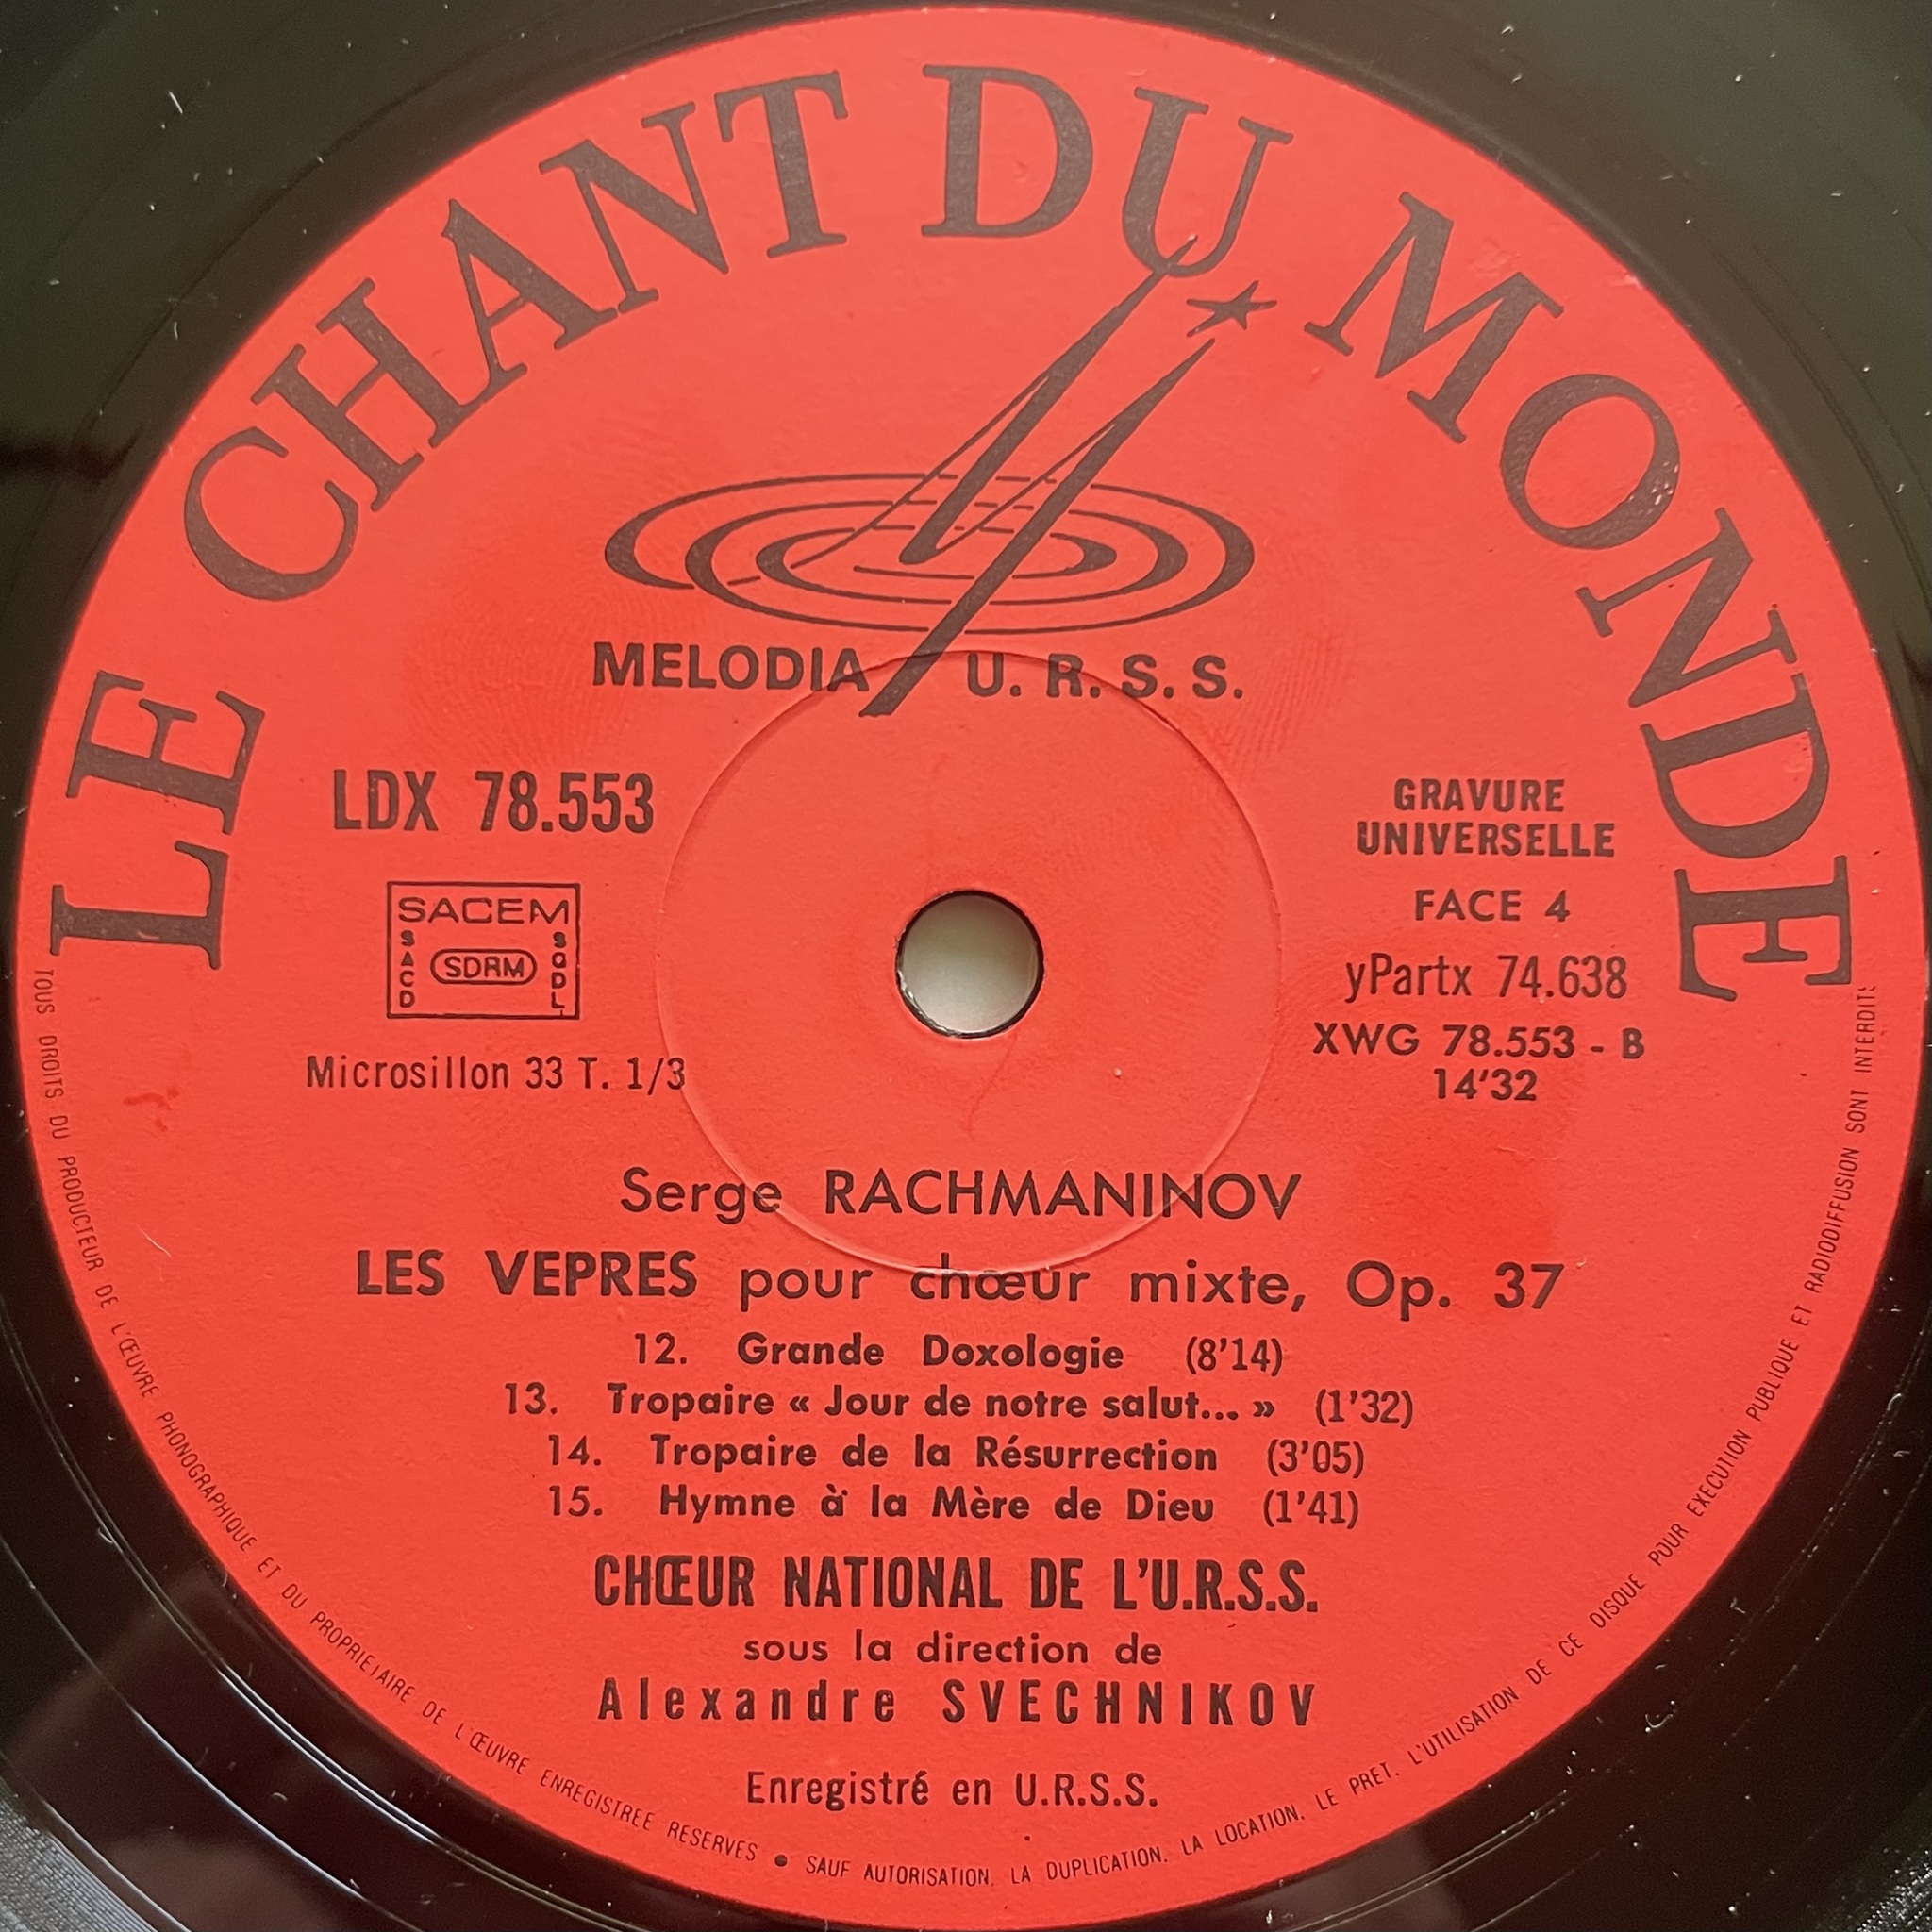 LE CHANT DU MONDE
MELODIA U. R. S. S.
LDX 78.553
SACEM
SACD
SDRM
SGDL
Microsillon 33 T. 1/3
GRAVURE
UNIVERSELLE
FACE 4
yPartx 74.638
XWG 78.553 - B
14'32
Serge RACHMANINOV
LES VEPRES pour chœur mixte, Op. 37
12. Grande Doxologie (8'14)
13. Tropaire « Jour de notre salut... » (1'32)
14. Tropaire de la Résurrection (3'05)
15. Hymne à la Mère de Dieu (1'41)
CHŒUR NATIONAL DE L'U.R.S.S.
sous la direction de
Alexandre SVECHNIKOV
Enregistré en U.R.S.S.
TOUS DROITS DU PRODUCTEUR DE L'ŒUVRE PHONOGRAPHIQUE ET DU PROPRIETAIRE DE L'ŒUVRE ENREGISTREE RESERVES • SAUF AUTORISATION, LA DUPLICATION, LA LOCATION, LE PRET, L'UTILISATION DE CE DISQUE POUR EXECUTION PUBLIQUE ET RADIODIFFUSION SONT INTERDITS